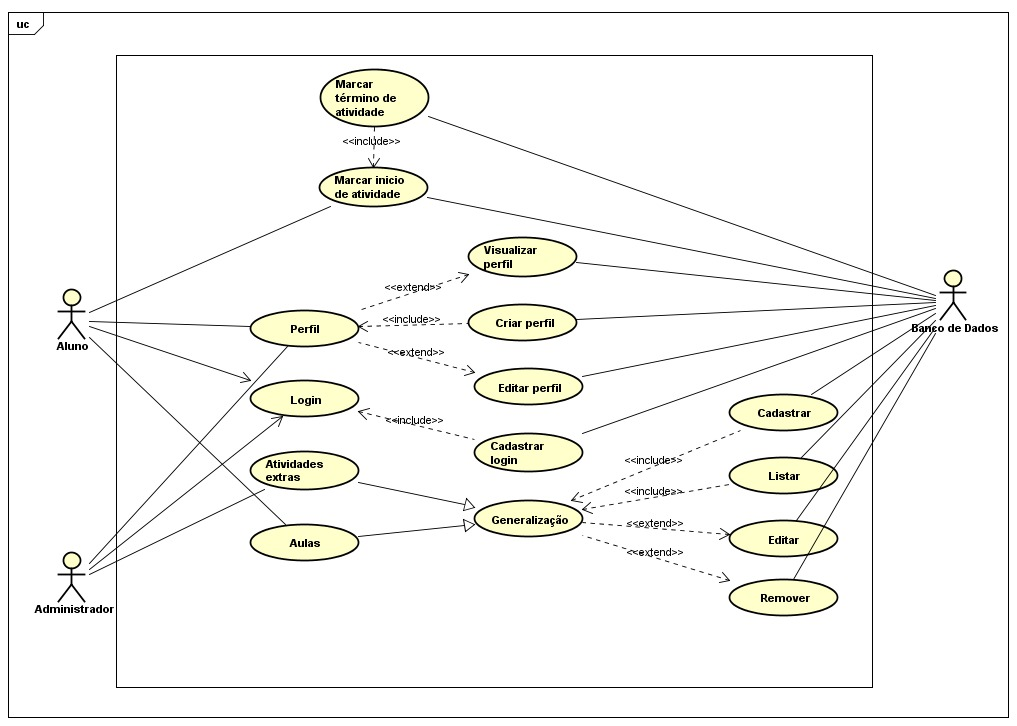 uc
Marcar
término de
atividade
<<include>>
Marcar inicio
de atividade
Visualizar
perfil
<<extend>>
Perfil
<<include>>
Criar perfil
<<extend>>
Editar perfil
Aluno
Banco de Dados
Login
<<include>>
Cadastrar
login
Cadastrar
<<include>>
Atividades
extras
Listar
<<include>>
Generalização
<<extend>>
Editar
Aulas
<<extend>>
Remover
Administrador